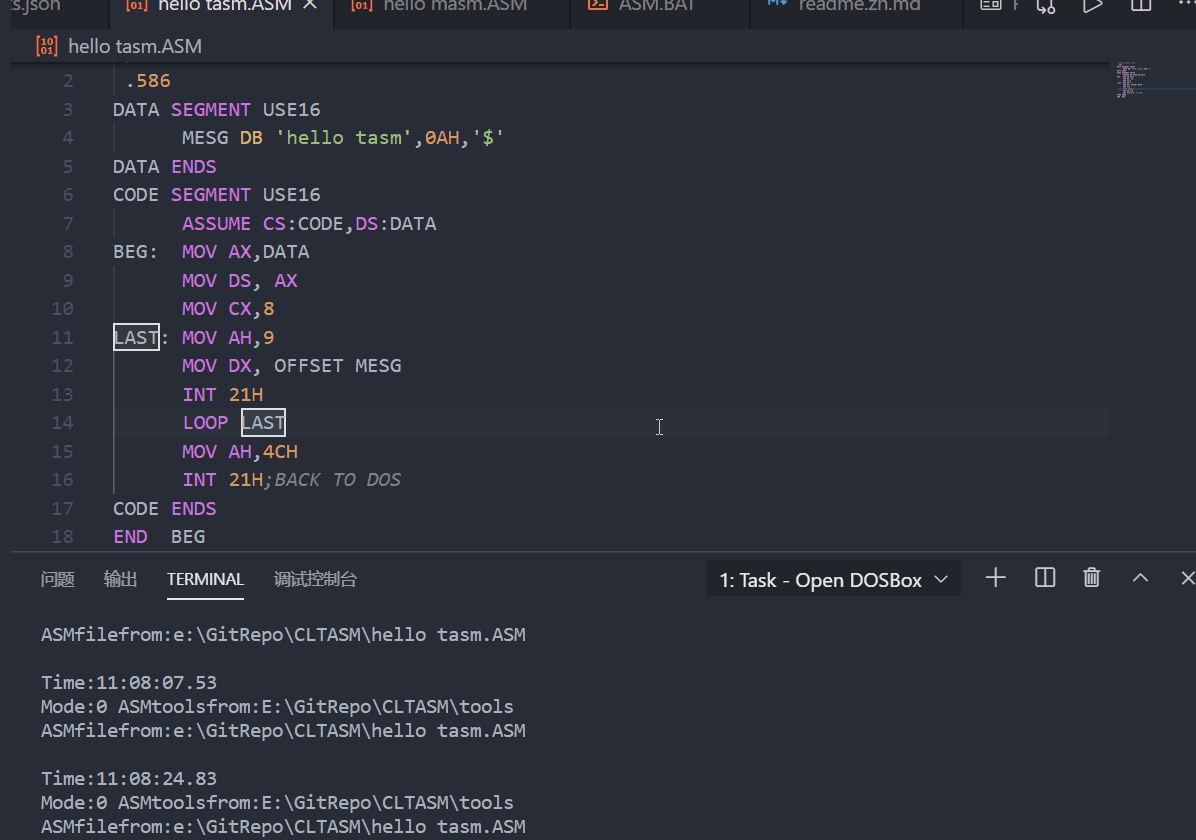 s.json hello tasm.ASM hello masm.ASM ASM.BAT readme.zh.md
hello tasm.ASM
2 .586
3 DATA SEGMENT USE16
4 MESG DB 'hello tasm',0AH,'$'
5 DATA ENDS
6 CODE SEGMENT USE16
7 ASSUME CS:CODE,DS:DATA
8 BEG: MOV AX,DATA
9 MOV DS, AX
10 MOV CX,8
11 LAST: MOV AH,9
12 MOV DX, OFFSET MESG
13 INT 21H
14 LOOP LAST
15 MOV AH,4CH
16 INT 21H;BACK TO DOS
17 CODE ENDS
18 END BEG
问题 输出 TERMINAL 调试控制台 1: Task - Open DOSBox
ASMfilefrom:e:\GitRepo\CLTASM\hello tasm.ASM
Time:11:08:07.53
Mode:0 ASMtoolsfrom:E:\GitRepo\CLTASM\tools
ASMfilefrom:e:\GitRepo\CLTASM\hello tasm.ASM
Time:11:08:24.83
Mode:0 ASMtoolsfrom:E:\GitRepo\CLTASM\tools
ASMfilefrom:e:\GitRepo\CLTASM\hello tasm.ASM